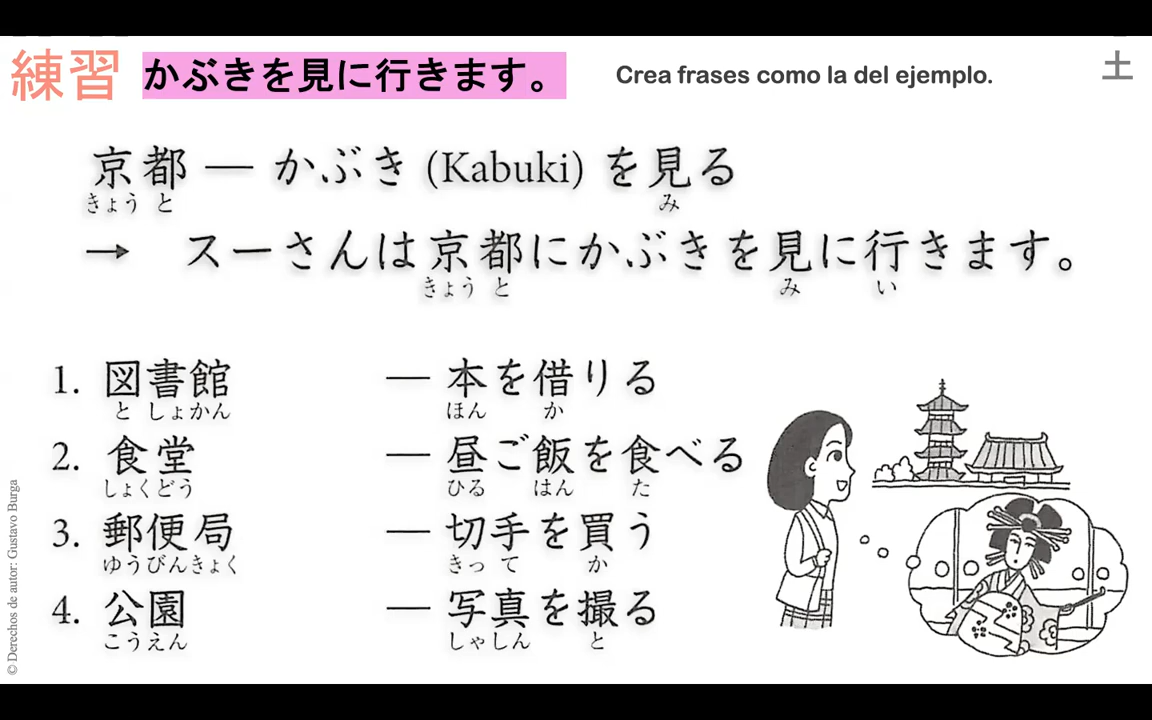 練習 かぶきを見に行きます。 Crea frases como la del ejemplo. 土
京都 — かぶき (Kabuki) を見る
きょう と み
→ スーさんは京都にかぶきを見に行きます。
きょう と み い
1. 図書館 — 本を借りる
と しょかん ほん か
2. 食堂 — 昼ご飯を食べる
しょくどう ひる はん た
3. 郵便局 — 切手を買う
ゆうびんきょく きっ て か
4. 公園 — 写真を撮る
こうえん しゃしん と
© Derechos de autor: Gustavo Burga